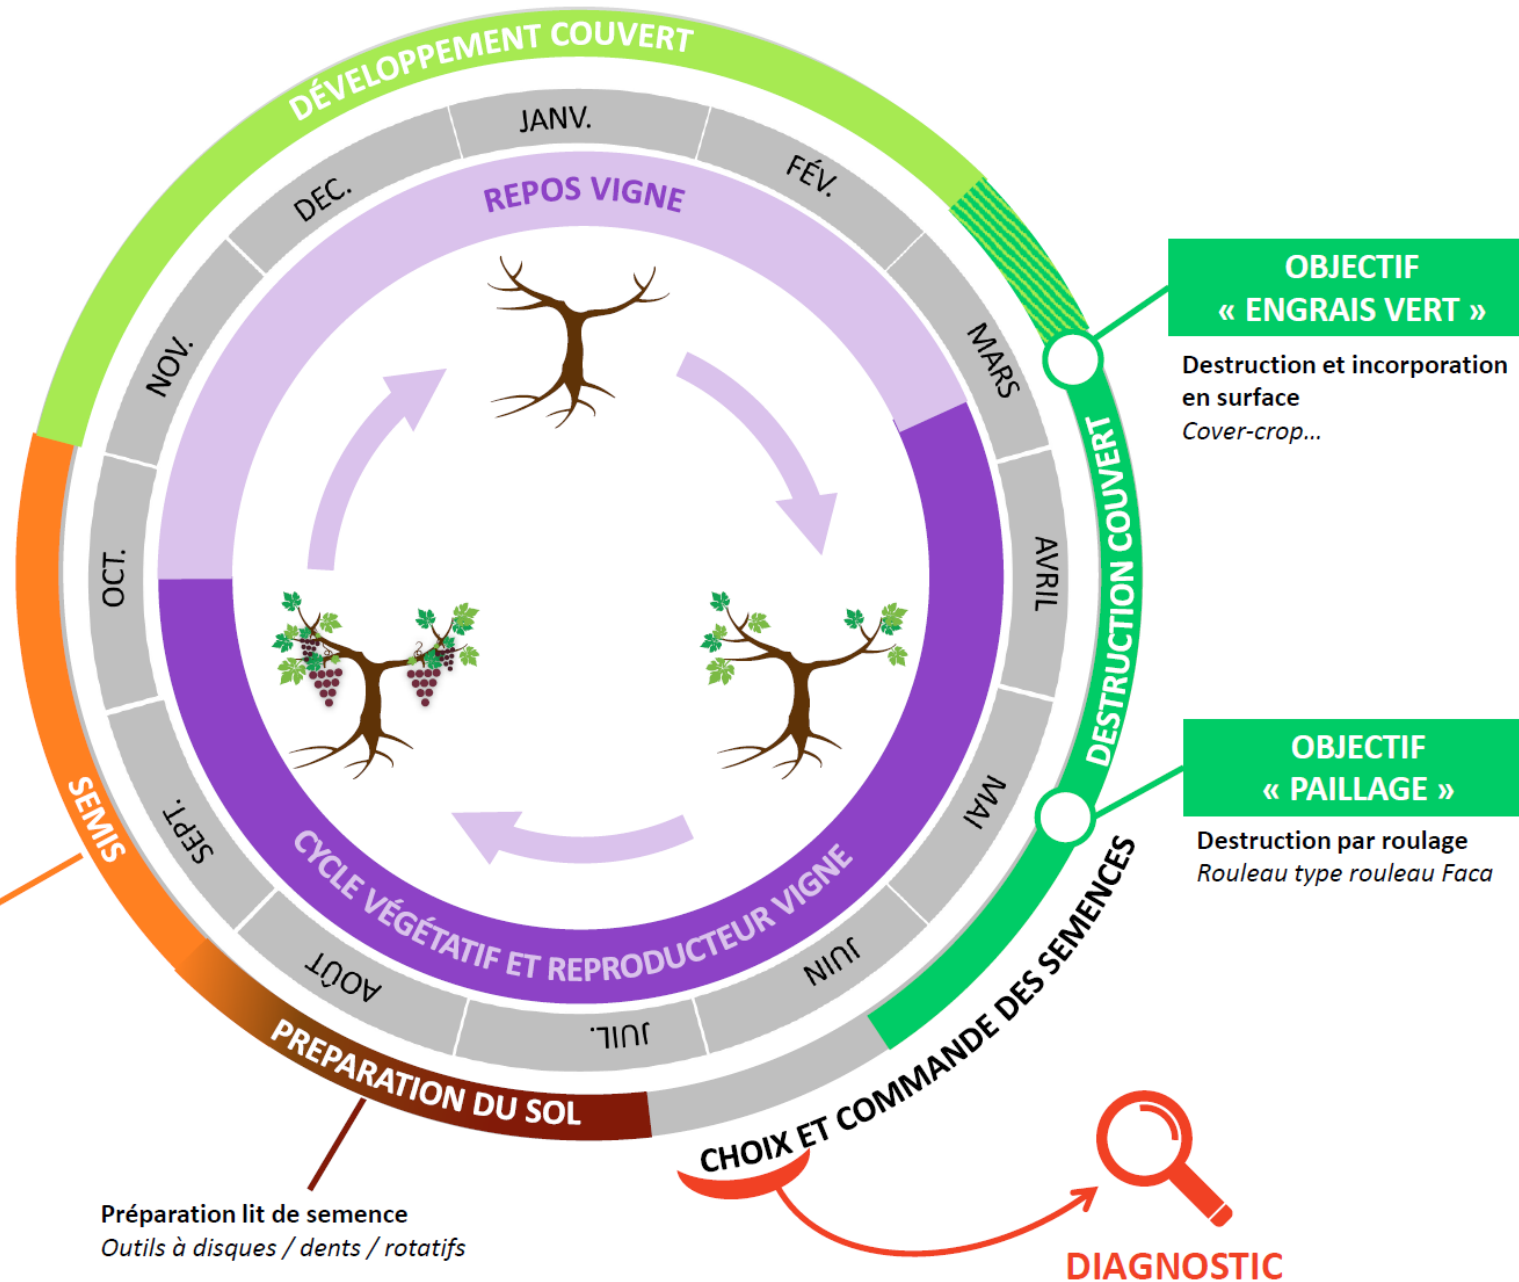 DÉVELOPPEMENT COUVERT
JANV.
FÉV.
MARS
AVRIL
MAI
JUIN
JUIL.
AOÛT
SEPT.
OCT.
NOV.
DEC.
REPOS VIGNE
CYCLE VÉGÉTATIF ET REPRODUCTEUR VIGNE
OBJECTIF
« ENGRAIS VERT »
Destruction et incorporation
en surface
Cover-crop...
DESTRUCTION COUVERT
OBJECTIF
« PAILLAGE »
Destruction par roulage
Rouleau type rouleau Faca
CHOIX ET COMMANDE DES SEMENCES
DIAGNOSTIC
PREPARATION DU SOL
Préparation lit de semence
Outils à disques / dents / rotatifs
SEMIS